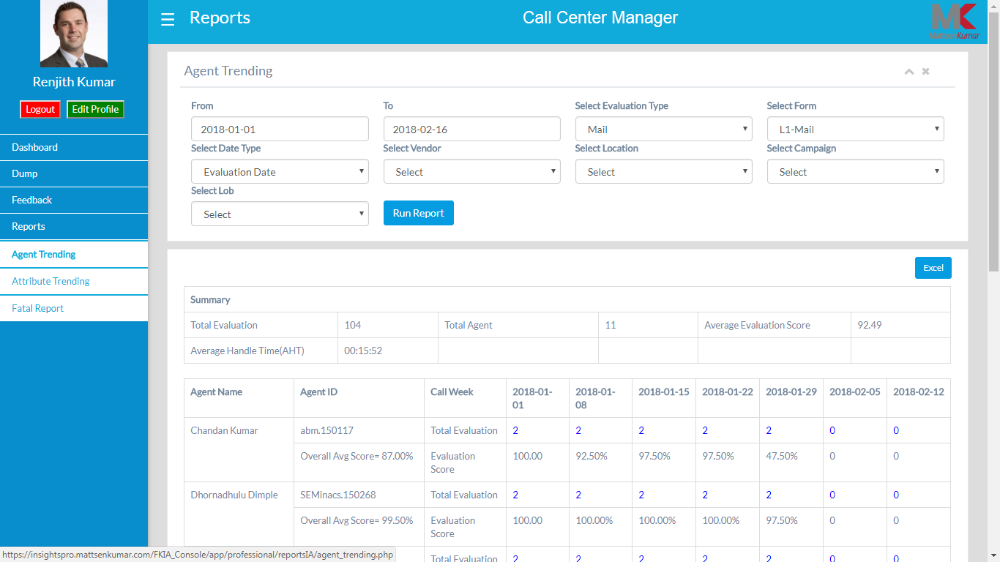 Renjith Kumar
Logout
Edit Profile
Dashboard
Dump
Feedback
Reports
Agent Trending
Attribute Trending
Fatal Report
☰ Reports
Call Center Manager
MK
MattsenKumar
Agent Trending
From
To
Select Evaluation Type
Select Form
2018-01-01
2018-02-16
Mail
L1-Mail
Select Date Type
Select Vendor
Select Location
Select Campaign
Evaluation Date
Select
Select
Select
Select Lob
Select
Run Report
Excel
Summary
Total Evaluation 104 Total Agent 11 Average Evaluation Score 92.49
Average Handle Time(AHT) 00:15:52
Agent Name Agent ID Call Week 2018-01-01 2018-01-08 2018-01-15 2018-01-22 2018-01-29 2018-02-05 2018-02-12
Chandan Kumar abm.150117 Total Evaluation 2 2 2 2 2 0 0
Overall Avg Score= 87.00% Evaluation Score 100.00 92.50% 97.50% 97.50% 47.50% 0 0
Dhornadhulu Dimple SEMinacs.150268 Total Evaluation 2 2 2 2 2 0 0
Overall Avg Score= 99.50% Evaluation Score 100.00 100.00% 100.00% 100.00% 97.50% 0 0
Total Evaluation 2 2 2 2 2 0 0
https://insightspro.mattsenkumar.com/FKIA_Console/app/professional/reportsIA/agent_trending.php